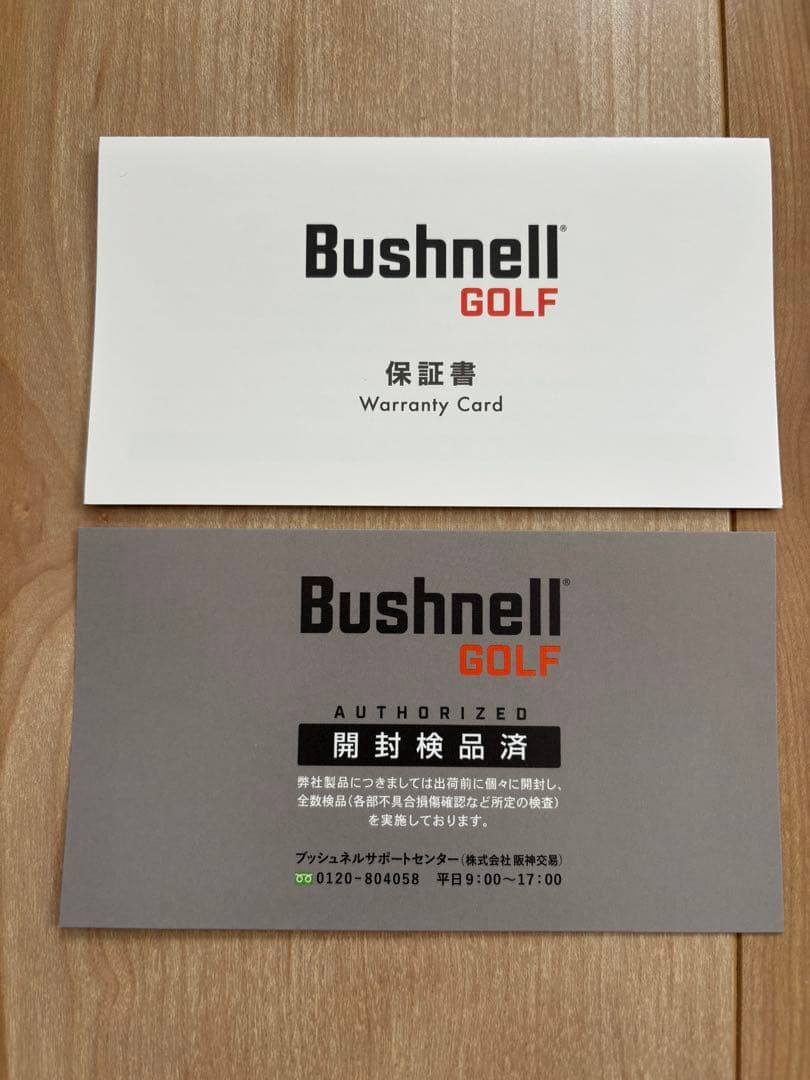 Bushnell®
GOLF
保証書
Warranty Card
Bushnell®
GOLF
AUTHORIZED
開封検品済
弊社製品につきましては出荷前に個々に開封し、
全数検品(各部不具合損傷確認など所定の検査)
を実施しております。
ブッシュネルサポートセンター(株式会社 阪神交易)
0120-804058 平日9:00〜17:00